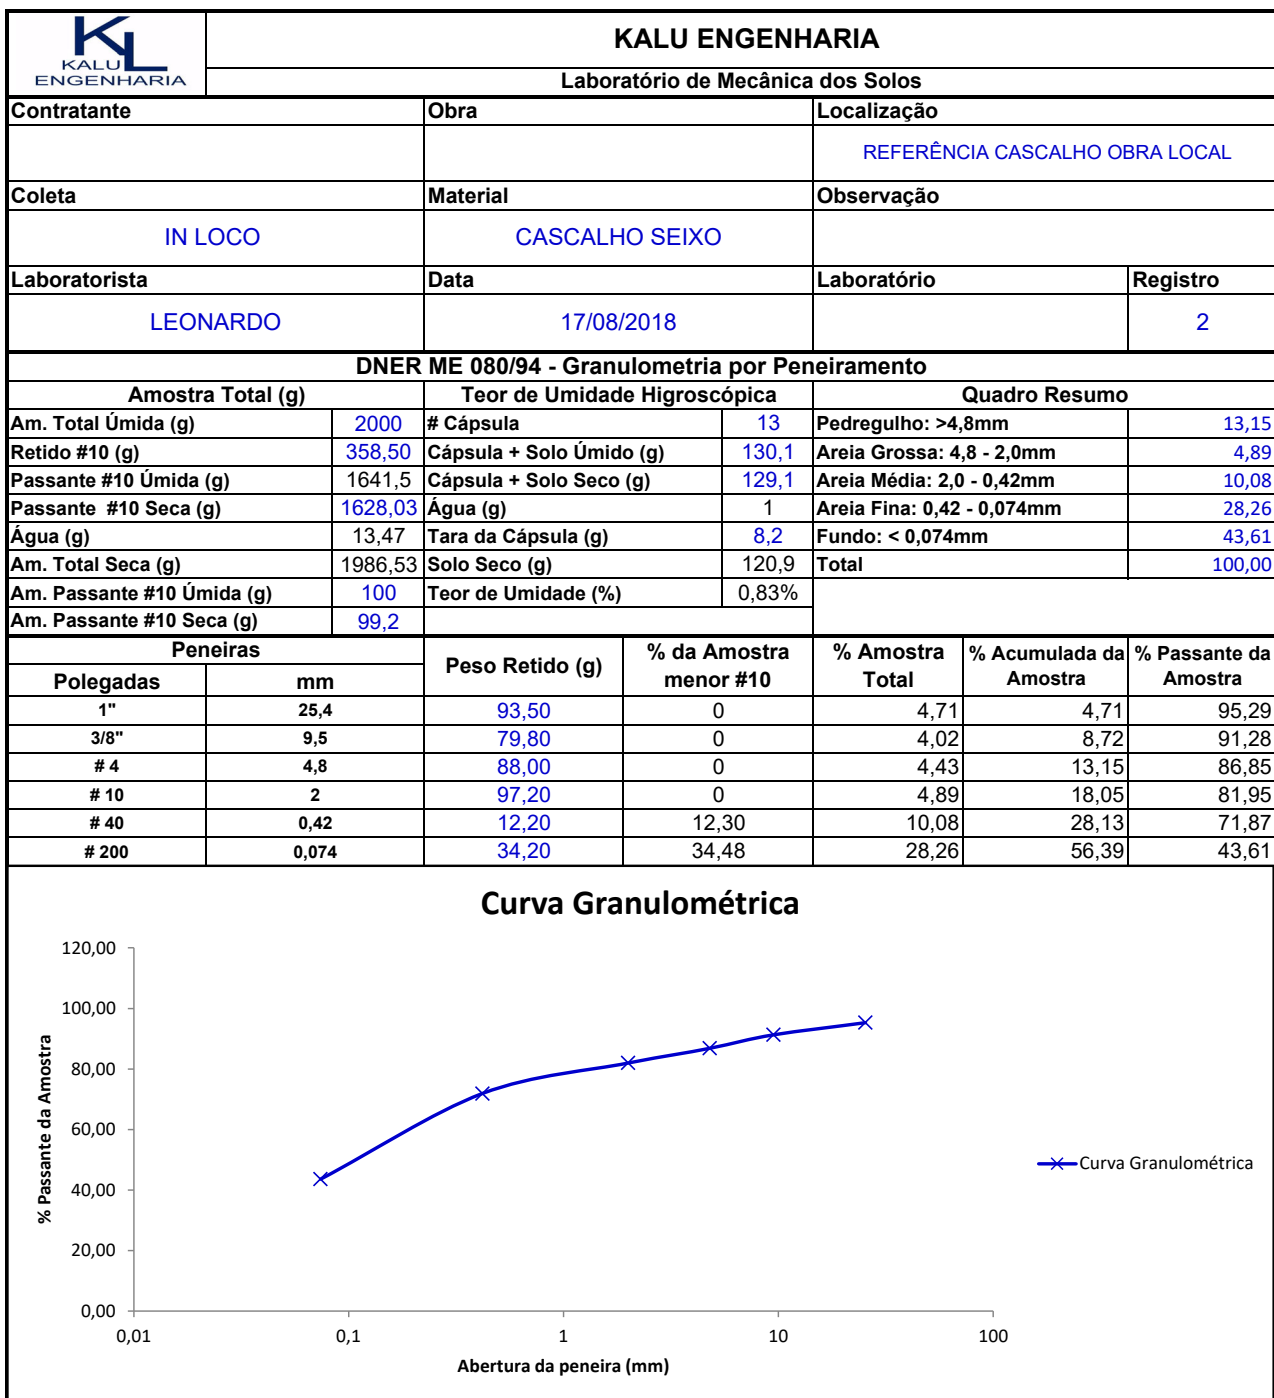 KL
KALU
ENGENHARIA
KALU ENGENHARIA
Laboratório de Mecânica dos Solos
Contratante Obra Localização
REFERÊNCIA CASCALHO OBRA LOCAL
Coleta Material Observação
IN LOCO CASCALHO SEIXO
Laboratorista Data Laboratório Registro
LEONARDO 17/08/2018 2
DNER ME 080/94 - Granulometria por Peneiramento
Amostra Total (g) Teor de Umidade Higroscópica Quadro Resumo
Am. Total Úmida (g) 2000 # Cápsula 13 Pedregulho: >4,8mm 13,15
Retido #10 (g) 358,50 Cápsula + Solo Úmido (g) 130,1 Areia Grossa: 4,8 - 2,0mm 4,89
Passante #10 Úmida (g) 1641,5 Cápsula + Solo Seco (g) 129,1 Areia Média: 2,0 - 0,42mm 10,08
Passante #10 Seca (g) 1628,03 Água (g) 1 Areia Fina: 0,42 - 0,074mm 28,26
Água (g) 13,47 Tara da Cápsula (g) 8,2 Fundo: < 0,074mm 43,61
Am. Total Seca (g) 1986,53 Solo Seco (g) 120,9 Total 100,00
Am. Passante #10 Úmida (g) 100 Teor de Umidade (%) 0,83%
Am. Passante #10 Seca (g) 99,2
Peneiras Peso Retido (g) % da Amostra menor #10 % Amostra Total % Acumulada da Amostra % Passante da Amostra
Polegadas mm
1" 25,4 93,50 0 4,71 4,71 95,29
3/8" 9,5 79,80 0 4,02 8,72 91,28
# 4 4,8 88,00 0 4,43 13,15 86,85
# 10 2 97,20 0 4,89 18,05 81,95
# 40 0,42 12,20 12,30 10,08 28,13 71,87
# 200 0,074 34,20 34,48 28,26 56,39 43,61
Curva Granulométrica
120,00
100,00
80,00
60,00
40,00
20,00
0,00
% Passante da Amostra
0,01 0,1 1 10 100
Abertura da peneira (mm)
Curva Granulométrica